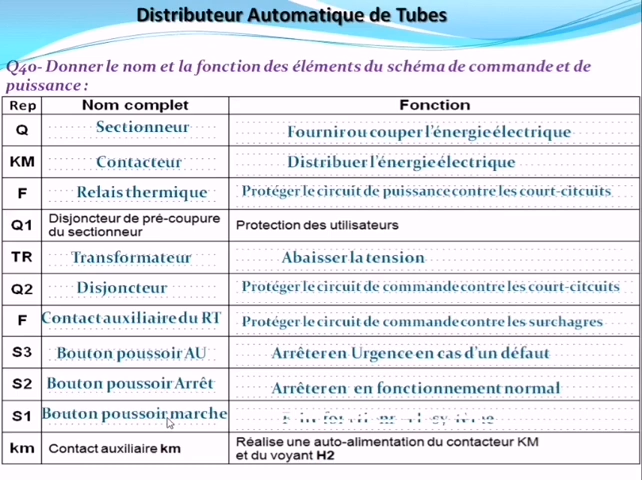 Distributeur Automatique de Tubes
Q40- Donner le nom et la fonction des éléments du schéma de commande et de
puissance :
Rep Nom complet Fonction
Q Sectionneur Fournir ou couper l'énergie électrique
KM Contacteur Distribuer l'énergie électrique
F Relais thermique Protéger le circuit de puissance contre les court-citcuits
Q1 Disjoncteur de pré-coupure
du sectionneur Protection des utilisateurs
TR Transformateur Abaisser la tension
Q2 Disjoncteur Protéger le circuit de commande contre les court-citcuits
F Contact auxiliaire du RT Protéger le circuit de commande contre les surchagres
S3 Bouton poussoir AU Arrêter en Urgence en cas d'un défaut
S2 Bouton poussoir Arrêt Arrêter en en fonctionnement normal
S1 Bouton poussoir marche
km Contact auxiliaire km Réalise une auto-alimentation du contacteur KM
et du voyant H2